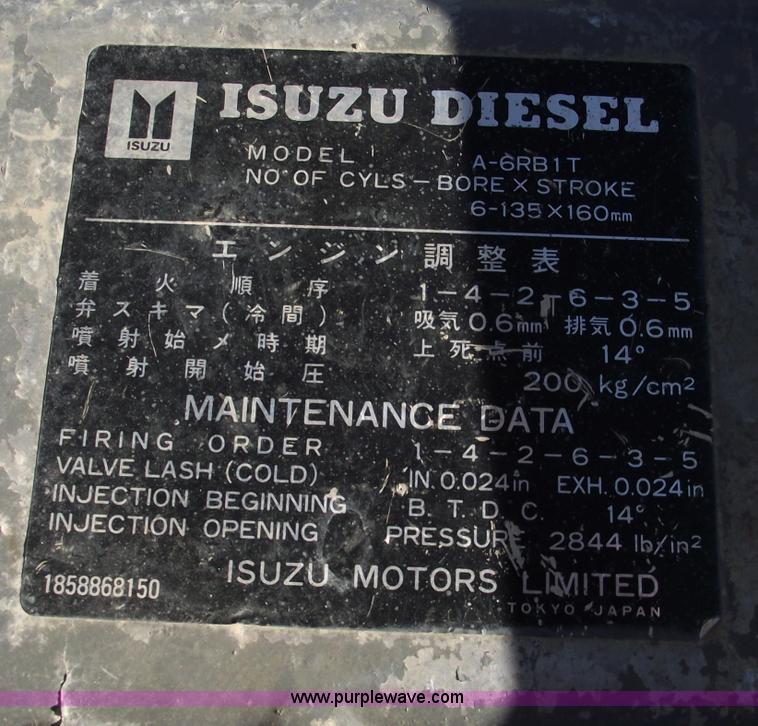 ISUZU DIESEL
ISUZU
MODEL A-6RB1T
NO OF CYLS – BORE × STROKE
6-135×160mm
エンジン調整表
着火順序 1-4-2-6-3-5
弁スキマ(冷間) 吸気0.6mm 排気0.6mm
噴射始メ時期 上死点前 14°
噴射開始圧 200 kg/cm2
MAINTENANCE DATA
FIRING ORDER 1-4-2-6-3-5
VALVE LASH (COLD) IN. 0.024in EXH. 0.024in
INJECTION BEGINNING B. T. D. C. 14°
INJECTION OPENING PRESSURE 2844 lb/in2
1858868150 ISUZU MOTORS LIMITED
TOKYO JAPAN
www.purplewave.com